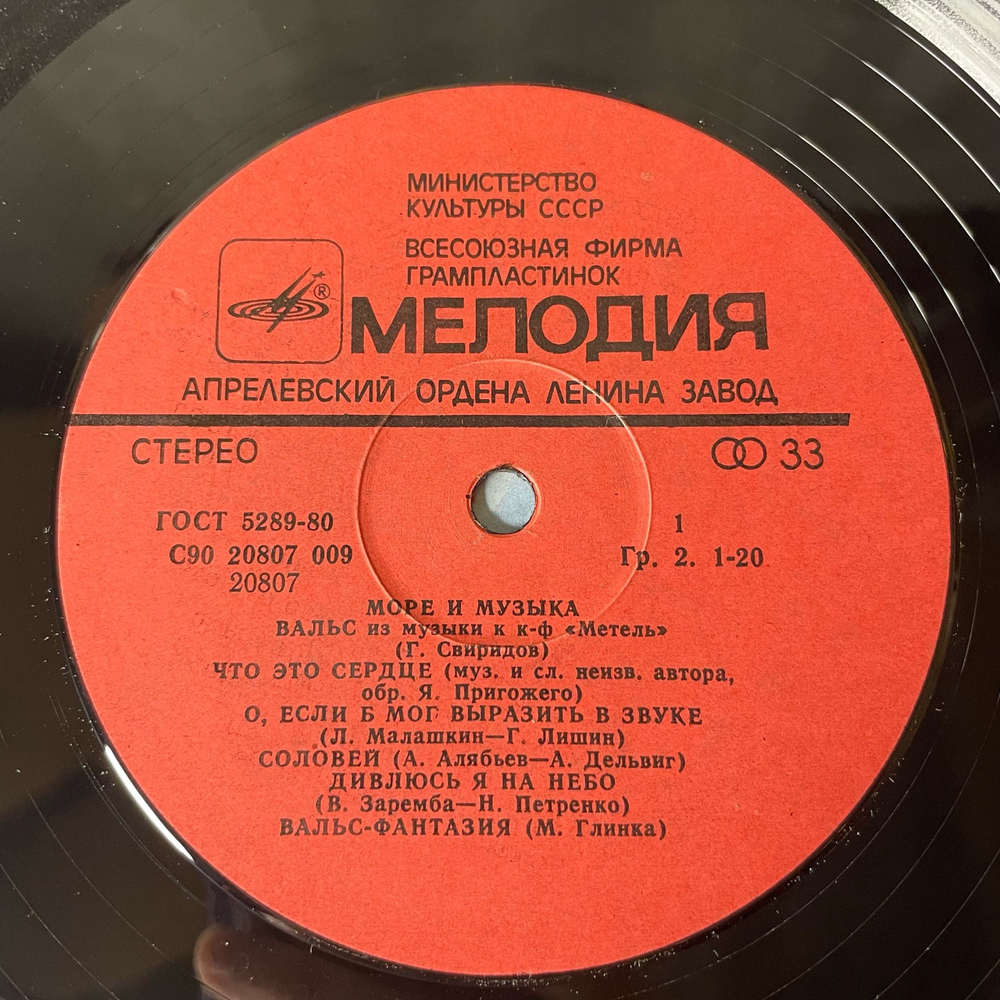 МИНИСТЕРСТВО
КУЛЬТУРЫ СССР
ВСЕСОЮЗНАЯ ФИРМА
ГРАМПЛАСТИНОК
®
МЕЛОДИЯ
АПРЕЛЕВСКИЙ ОРДЕНА ЛЕНИНА ЗАВОД
СТЕРЕО 33
ГОСТ 5289-80 1
С90 20807 009 Гр. 2. 1-20
20807
МОРЕ И МУЗЫКА
ВАЛЬС из музыки к к-ф «Метель»
(Г. Свиридов)
ЧТО ЭТО СЕРДЦЕ (муз. и сл. неизв. автора,
обр. Я. Пригожего)
О, ЕСЛИ Б МОГ ВЫРАЗИТЬ В ЗВУКЕ
(Л. Малашкин—Г. Лишин)
СОЛОВЕЙ (А. Алябьев—А. Дельвиг)
ДИВЛЮСЬ Я НА НЕБО
(В. Заремба—Н. Петренко)
ВАЛЬС-ФАНТАЗИЯ (М. Глинка)